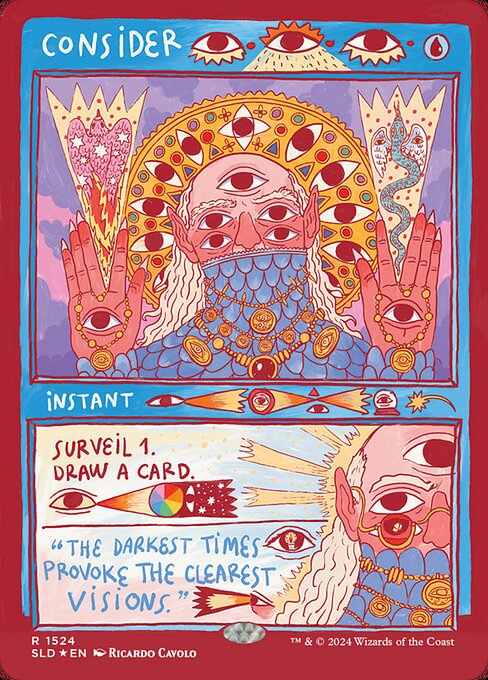 CONSIDER
INSTANT
SURVEIL 1.
DRAW A CARD.
"THE DARKEST TIMES
PROVOKE THE CLEAREST
VISIONS."
R 1524
SLD ★ EN Ricardo Cavolo
™ & © 2024 Wizards of the Coast